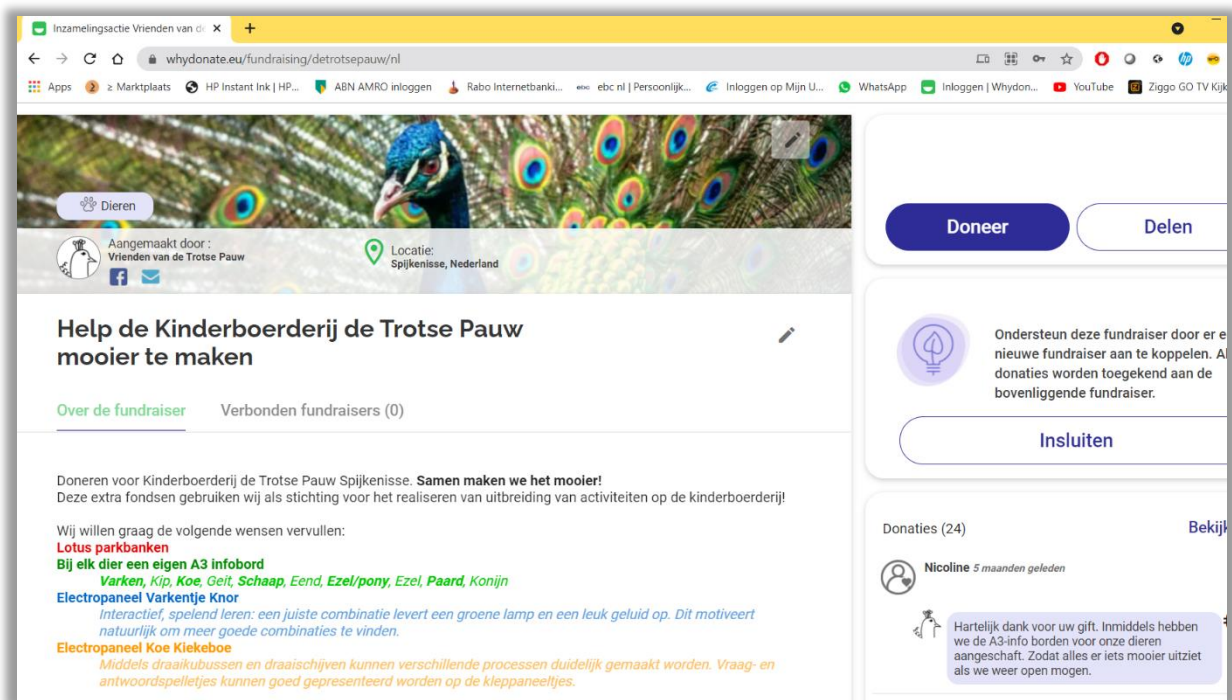 Inzamelingsactie Vrienden van d
whydonate.eu/fundraising/detrotsepauw/nl
Apps ≥ Marktplaats HP Instant Ink | HP... ABN AMRO inloggen Rabo Internetbanki... ebc nl | Persoonlijk... Inloggen op Mijn U... WhatsApp Inloggen | Whydon... YouTube Ziggo GO TV Kijk
Dieren
Aangemaakt door :
Vrienden van de Trotse Pauw
Locatie:
Spijkenisse, Nederland
Help de Kinderboerderij de Trotse Pauw
mooier te maken
Over de fundraiser Verbonden fundraisers (0)
Doneren voor Kinderboerderij de Trotse Pauw Spijkenisse. Samen maken we het mooier!
Deze extra fondsen gebruiken wij als stichting voor het realiseren van uitbreiding van activiteiten op de kinderboerderij!
Wij willen graag de volgende wensen vervullen:
Lotus parkbanken
Bij elk dier een eigen A3 infobord
Varken, Kip, Koe, Geit, Schaap, Eend, Ezel/pony, Ezel, Paard, Konijn
Electropaneel Varkentje Knor
Interactief, spelend leren: een juiste combinatie levert een groene lamp en een leuk geluid op. Dit motiveert
natuurlijk om meer goede combinaties te vinden.
Electropaneel Koe Kiekeboe
Middels draaikubussen en draaischijven kunnen verschillende processen duidelijk gemaakt worden. Vraag- en
antwoordspelletjes kunnen goed gepresenteerd worden op de kleppaneeltjes.
Doneer Delen
Ondersteun deze fundraiser door er e
nieuwe fundraiser aan te koppelen. Al
donaties worden toegekend aan de
bovenliggende fundraiser.
Insluiten
Donaties (24) Bekijk
Nicoline 5 maanden geleden
Hartelijk dank voor uw gift. Inmiddels hebben
we de A3-info borden voor onze dieren
aangeschaft. Zodat alles er iets mooier uitziet
als we weer open mogen.